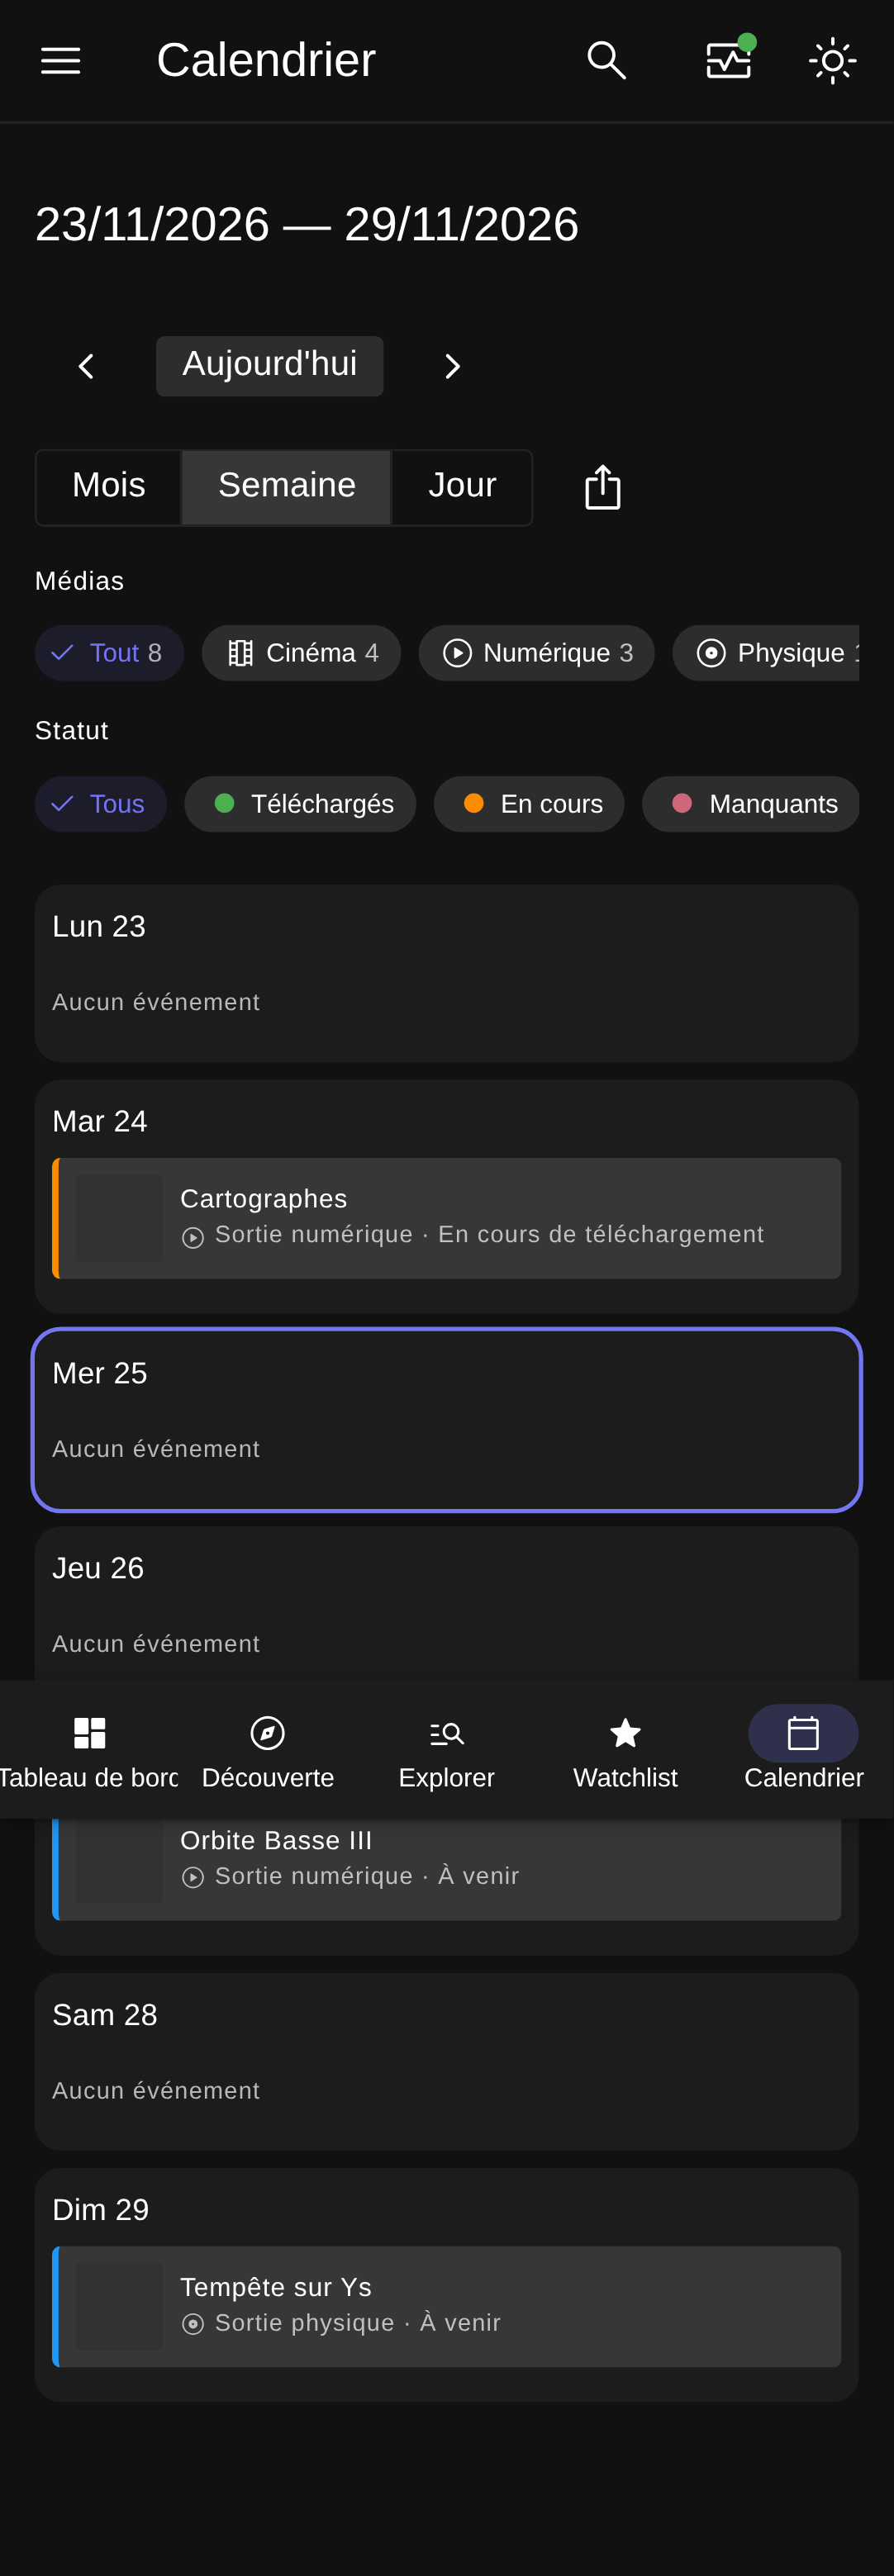 Calendrier
23/11/2026 — 29/11/2026
Aujourd'hui
Mois Semaine Jour
Médias
Tout 8 Cinéma 4 Numérique 3 Physique
Statut
Tous Téléchargés En cours Manquants
Lun 23
Aucun événement
Mar 24
Cartographes
Sortie numérique · En cours de téléchargement
Mer 25
Aucun événement
Jeu 26
Aucun événement
Tableau de bord Découverte Explorer Watchlist Calendrier
Orbite Basse III
Sortie numérique · À venir
Sam 28
Aucun événement
Dim 29
Tempête sur Ys
Sortie physique · À venir